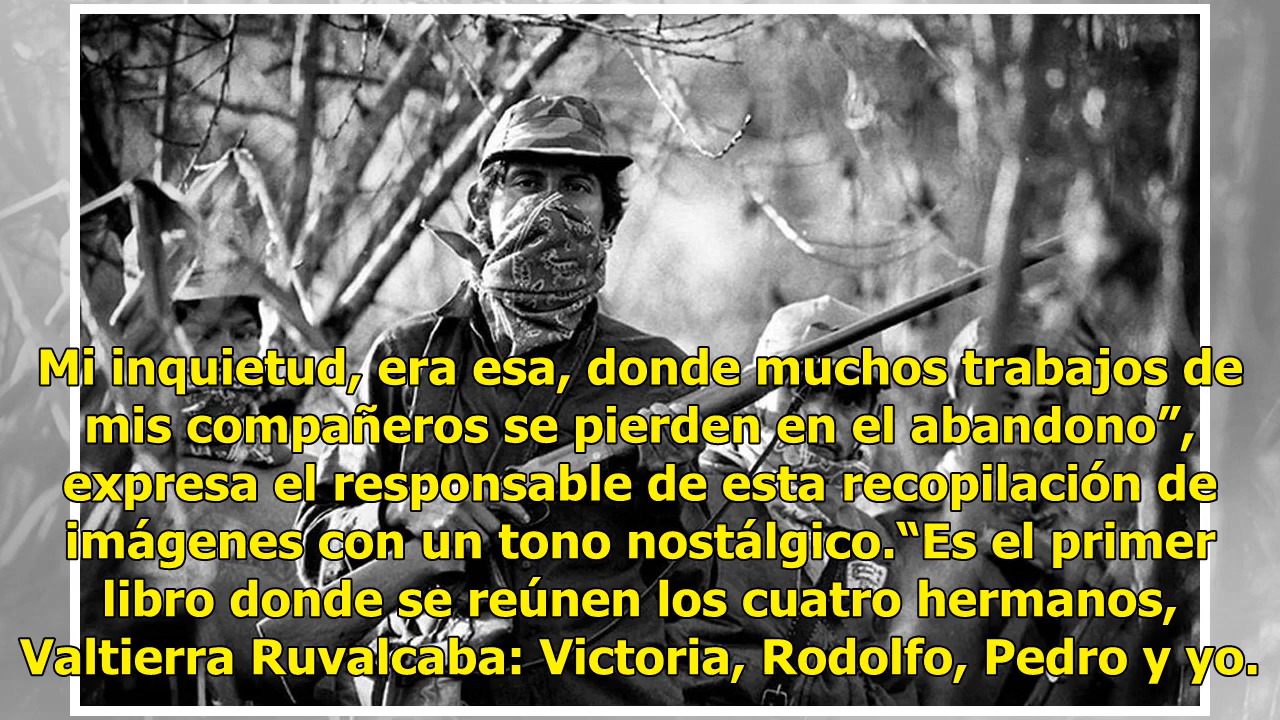 Mi inquietud, era esa, donde muchos trabajos de
mis compañeros se pierden en el abandono”,
expresa el responsable de esta recopilación de
imágenes con un tono nostálgico.“Es el primer
libro donde se reúnen los cuatro hermanos,
Valtierra Ruvalcaba: Victoria, Rodolfo, Pedro y yo.